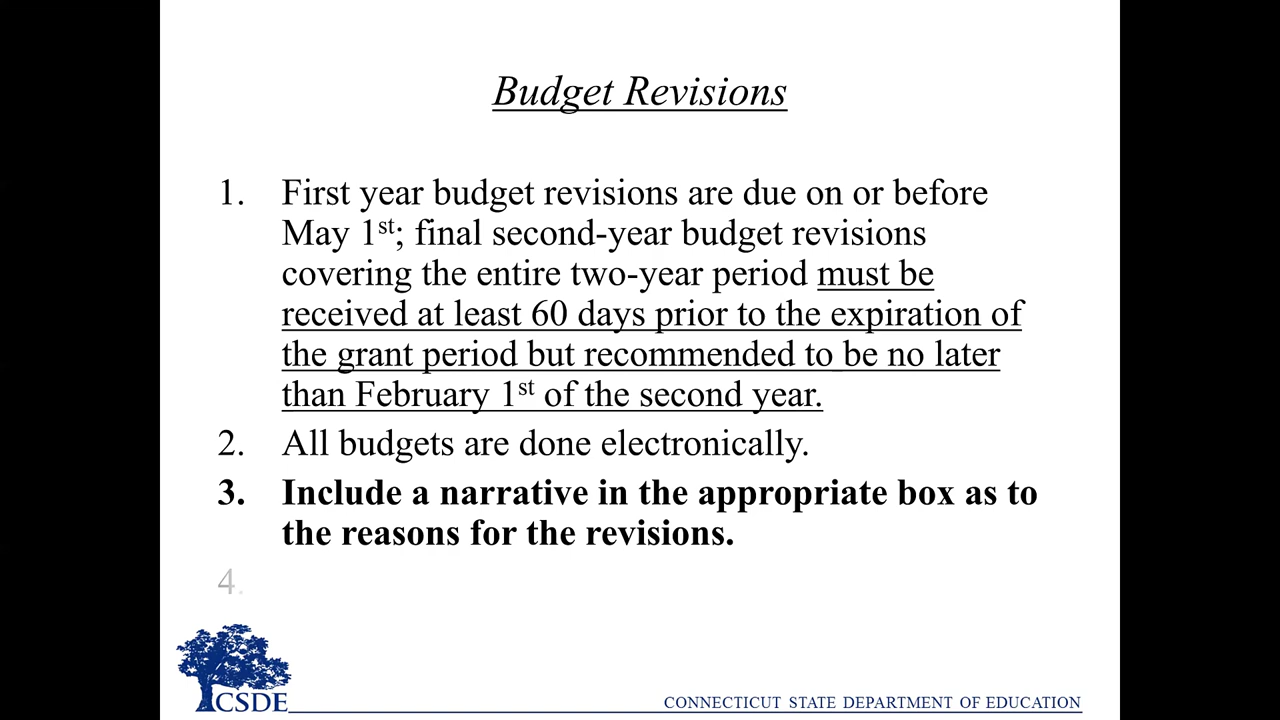 Budget Revisions
1. First year budget revisions are due on or before
May 1st; final second-year budget revisions
covering the entire two-year period must be
received at least 60 days prior to the expiration of
the grant period but recommended to be no later
than February 1st of the second year.
2. All budgets are done electronically.
3. Include a narrative in the appropriate box as to
the reasons for the revisions.
4.
CSDE
CONNECTICUT STATE DEPARTMENT OF EDUCATION